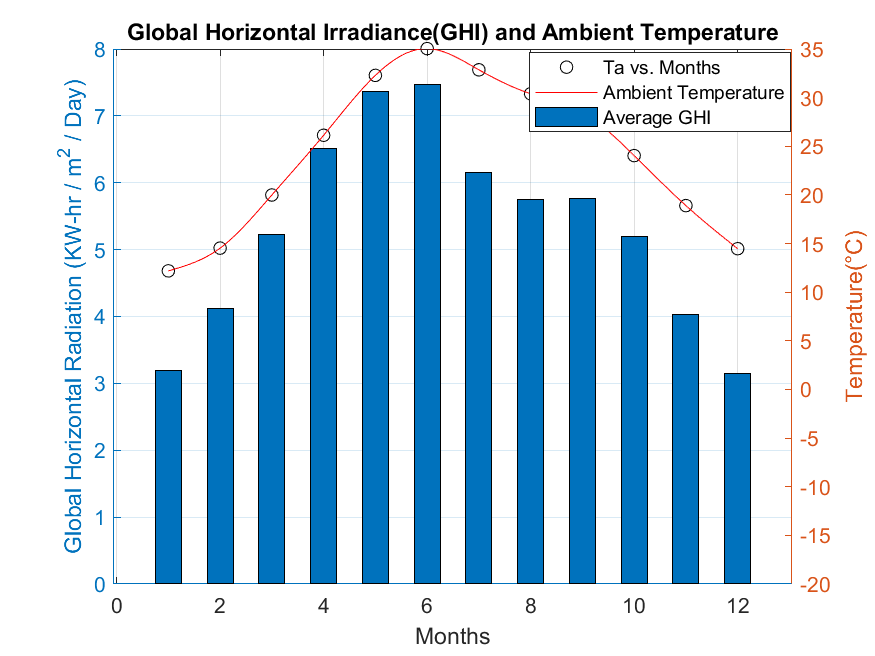 Global Horizontal Irradiance(GHI) and Ambient Temperature
Ta vs. Months
Ambient Temperature
Average GHI
Global Horizontal Radiation (KW-hr / m² / Day)
8
7
6
5
4
3
2
1
0
35
30
25
20
15
10
5
0
-5
-10
-15
-20
Temperature(°C)
0 2 4 6 8 10 12
Months